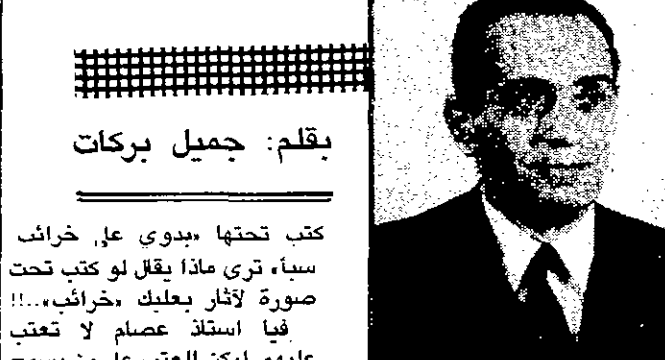 بقلم: جميل بركات
كتب تحتها «بدوي على خرائب
سبأ» ترى ماذا يقال لو كتب تحت
صورة لآثار بعلبك «خرائب»..!!
فيا استاذ عصام لا تعتب